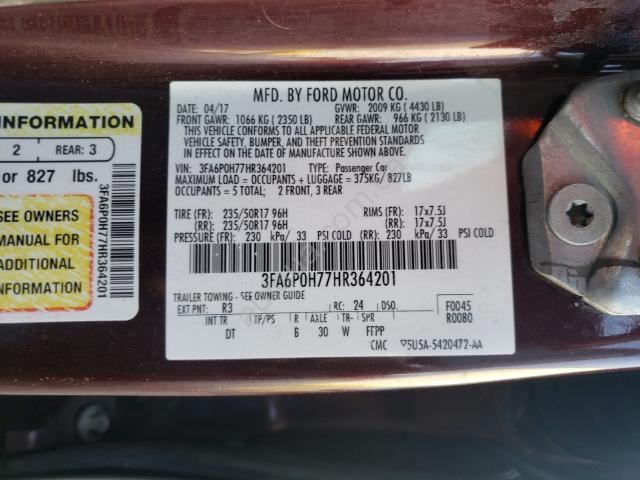 INFORMATION
2 REAR: 3
or 827 lbs.
SEE OWNERS
MANUAL FOR
ADDITIONAL
INFORMATION
3FA6P0H77HR364201
MFD. BY FORD MOTOR CO.
DATE: 04/17 GVWR: 2009 KG (4430 LB)
FRONT GAWR: 1066 KG (2350 LB) REAR GAWR: 966 KG (2130 LB)
THIS VEHICLE CONFORMS TO ALL APPLICABLE FEDERAL MOTOR
VEHICLE SAFETY, BUMPER, AND THEFT PREVENTION STANDARDS
IN EFFECT ON THE DATE OF MANUFACTURE SHOWN ABOVE.
VIN: 3FA6P0H77HR364201 TYPE: Passenger Car
MAXIMUM LOAD = OCCUPANTS + LUGGAGE = 375KG/ 827LB
OCCUPANTS = 5 TOTAL; 2 FRONT, 3 REAR
TIRE (FR): 235/50R17 96H RIMS (FR): 17x7.5J
(RR): 235/50R17 96H (RR): 17x7.5J
PRESSURE (FR): 230 kPa/ 33 PSI COLD (RR): 230 kPa/ 33 PSI COLD
3FA6P0H77HR364201
TRAILER TOWING - SEE OWNER GUIDE
EXT PNT: R3 RC: 24 DSO: F0045
INT TR TP/PS R AXLE TR- SPR R0080
DT B 30 W FFPP
CMC 5U5A-5420472-AA